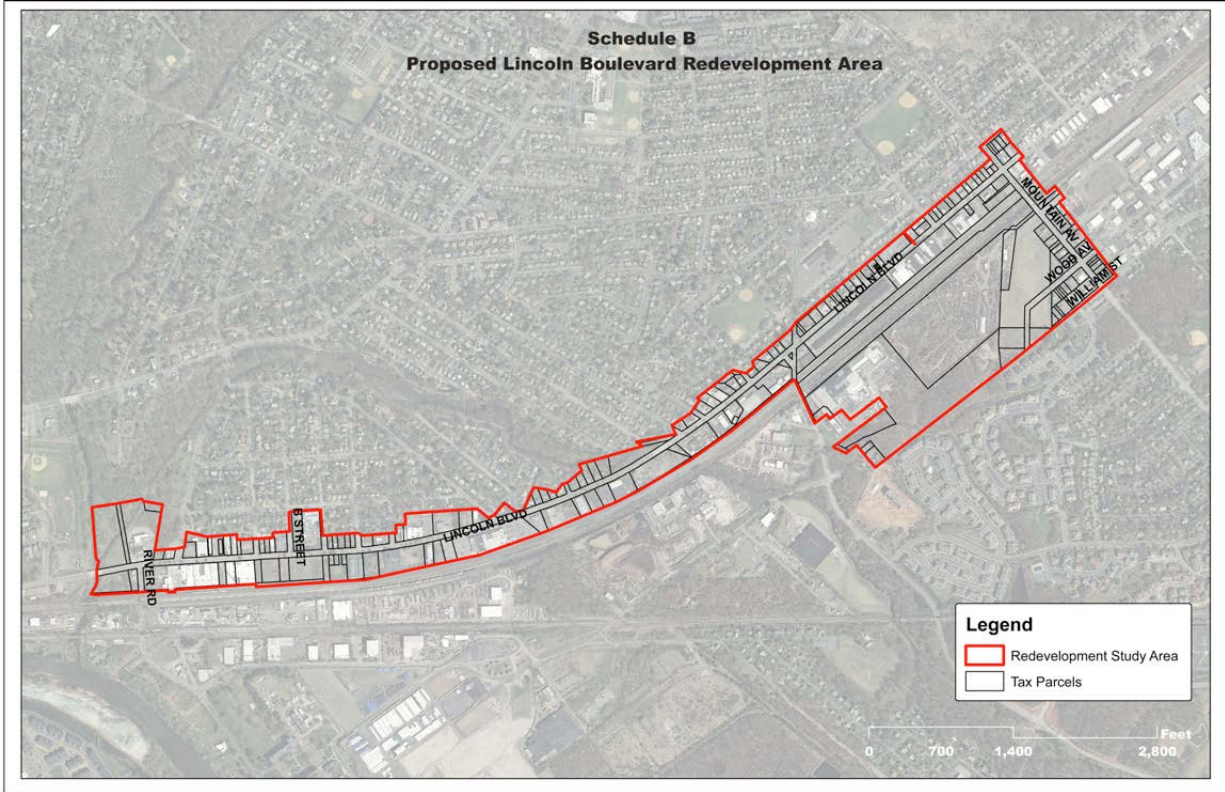 Schedule B
Proposed Lincoln Boulevard Redevelopment Area
MOUNTAIN AV
WOOD AV
WILLIAM ST
LINCOLN BLVD
LINCOLN BLVD
B STREET
RIVER RD
Legend
Redevelopment Study Area
Tax Parcels
Feet
0 700 1,400 2,800